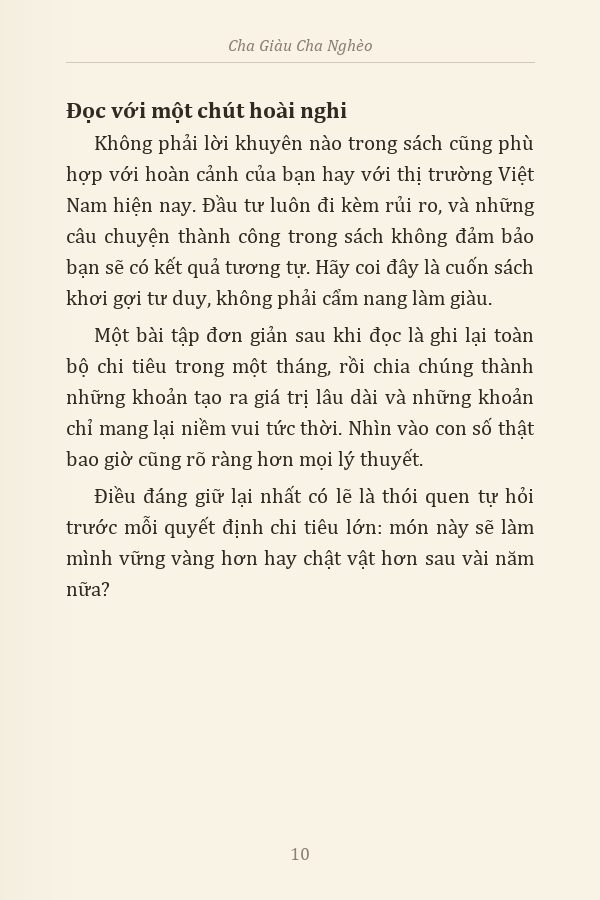 Cha Giàu Cha Nghèo
Đọc với một chút hoài nghi
Không phải lời khuyên nào trong sách cũng phù
hợp với hoàn cảnh của bạn hay với thị trường Việt
Nam hiện nay. Đầu tư luôn đi kèm rủi ro, và những
câu chuyện thành công trong sách không đảm bảo
bạn sẽ có kết quả tương tự. Hãy coi đây là cuốn sách
khơi gợi tư duy, không phải cẩm nang làm giàu.
Một bài tập đơn giản sau khi đọc là ghi lại toàn
bộ chi tiêu trong một tháng, rồi chia chúng thành
những khoản tạo ra giá trị lâu dài và những khoản
chỉ mang lại niềm vui tức thời. Nhìn vào con số thật
bao giờ cũng rõ ràng hơn mọi lý thuyết.
Điều đáng giữ lại nhất có lẽ là thói quen tự hỏi
trước mỗi quyết định chi tiêu lớn: món này sẽ làm
mình vững vàng hơn hay chật vật hơn sau vài năm
nữa?
10